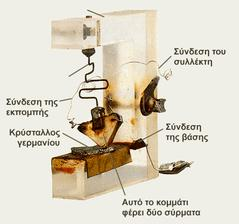 Σύνδεση του
συλλέκτη
Σύνδεση της
εκπομπής
Κρύσταλλος
γερμανίου
Σύνδεση
της βάσης
Αυτό το κομμάτι
φέρει δύο σύρματα